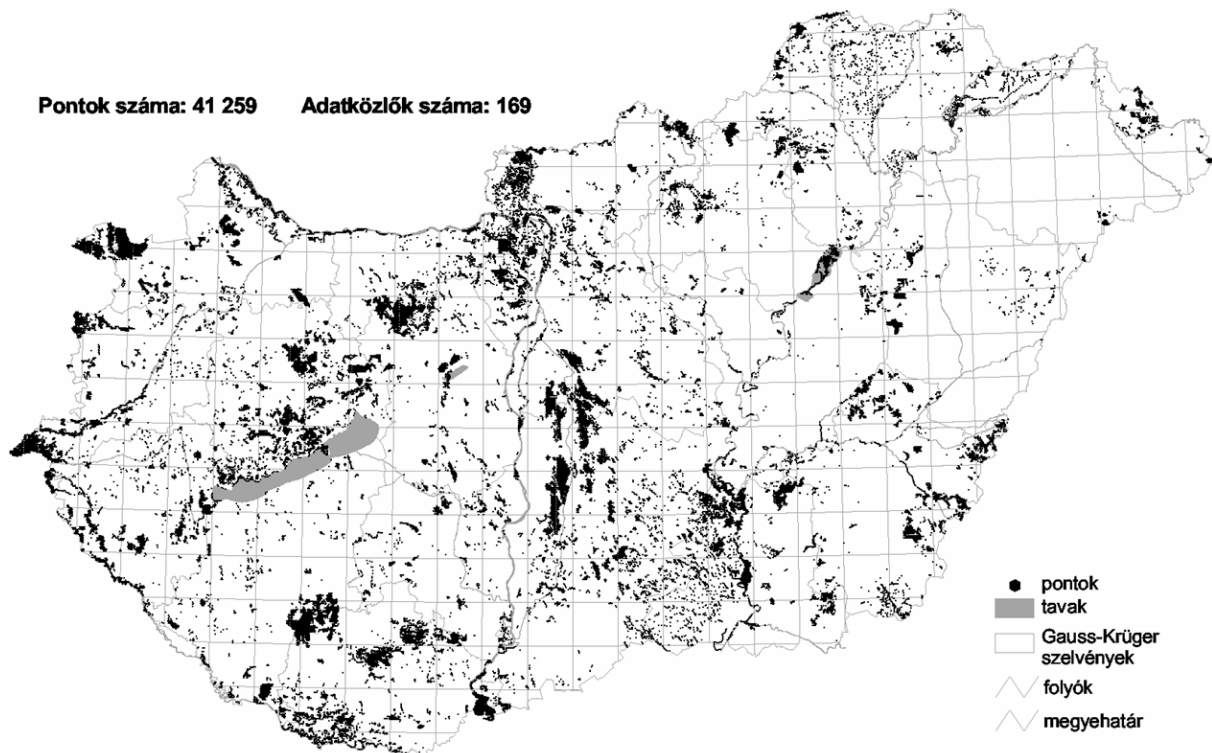 Pontok száma: 41 259 Adatközlők száma: 169
pontok
tavak
Gauss-Krüger
szelvények
folyók
megyehatár